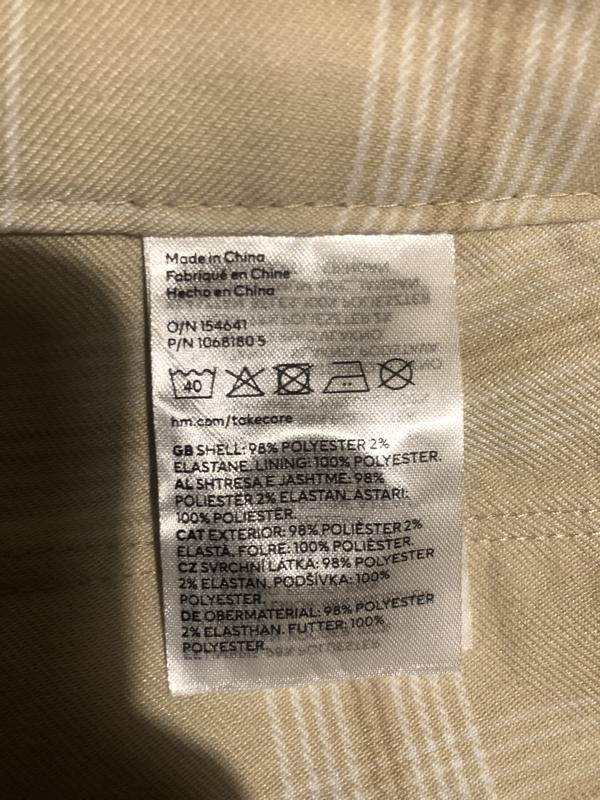 Made in China
Fabriqué en Chine
Hecho en China
O/N 154641
P/N 1068180 5
40
hm.com/takecare
GB SHELL: 98% POLYESTER 2%
ELASTANE. LINING: 100% POLYESTER.
AL SHTRESA E JASHTME: 98%
POLIESTER 2% ELASTAN. ASTARI:
100% POLIESTER.
CAT EXTERIOR: 98% POLIÈSTER 2%
ELASTÀ. FOLRE: 100% POLIÈSTER.
CZ SVRCHNÍ LÁTKA: 98% POLYESTER
2% ELASTAN. PODŠÍVKA: 100%
POLYESTER.
DE OBERMATERIAL: 98% POLYESTER
2% ELASTHAN. FUTTER: 100%
POLYESTER.